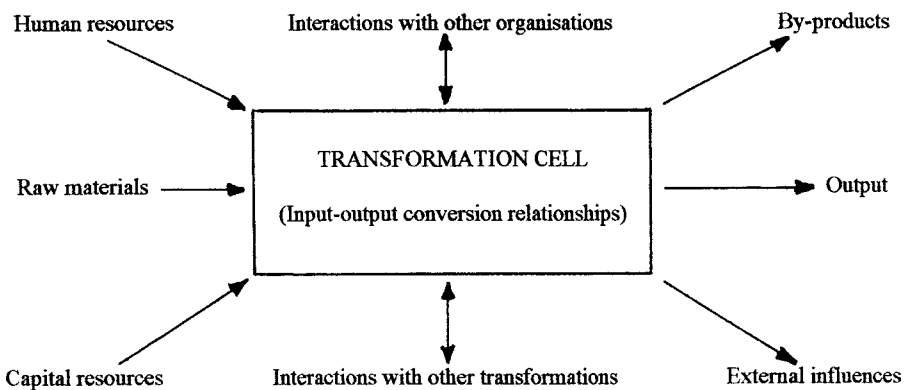 Human resources
Interactions with other organisations
By-products
TRANSFORMATION CELL
Raw materials
(Input-output conversion relationships)
Output
Capital resources
Interactions with other transformations
External influences